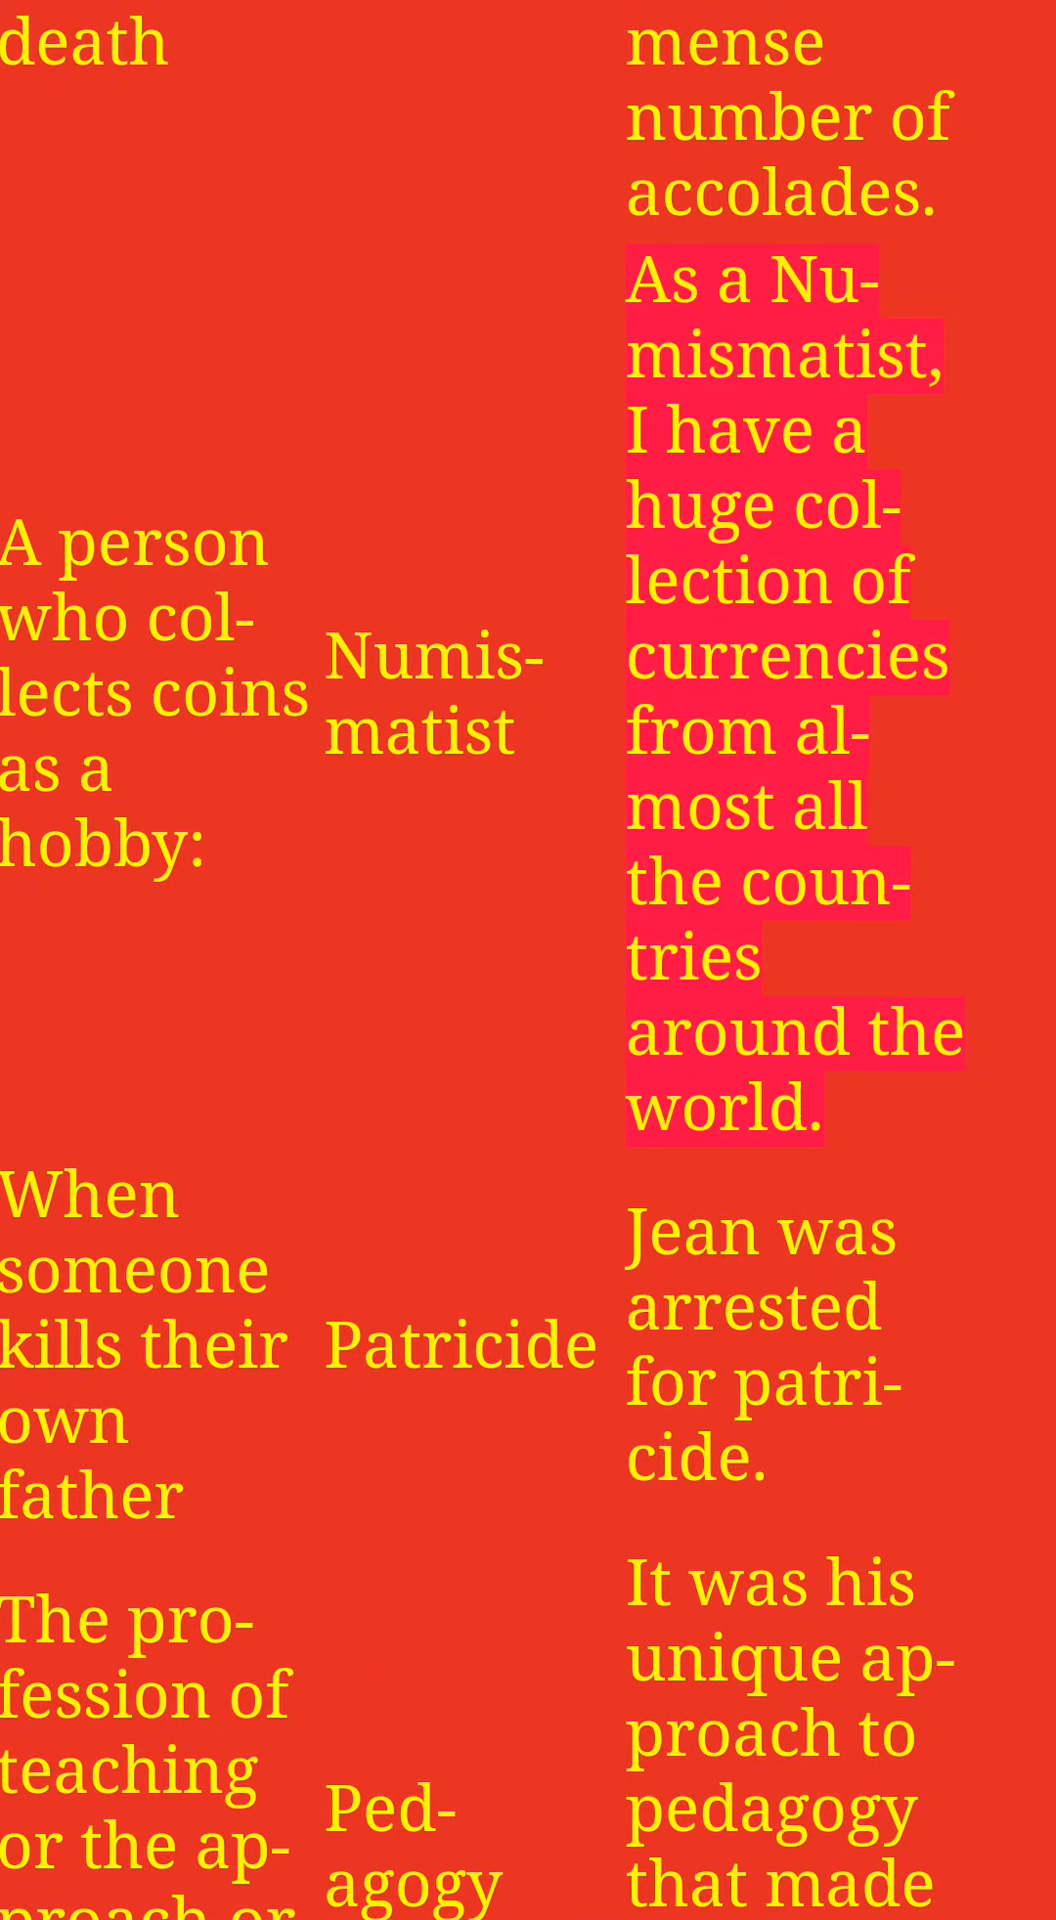 death
mense
number of
accolades.
A person
who col-
lects coins
as a
hobby:
Numis-
matist
As a Nu-
mismatist,
I have a
huge col-
lection of
currencies
from al-
most all
the coun-
tries
around the
world.
When
someone
kills their
own
father
Patricide
Jean was
arrested
for patri-
cide.
The pro-
fession of
teaching
or the ap-
proach or
Ped-
agogy
It was his
unique ap-
proach to
pedagogy
that made